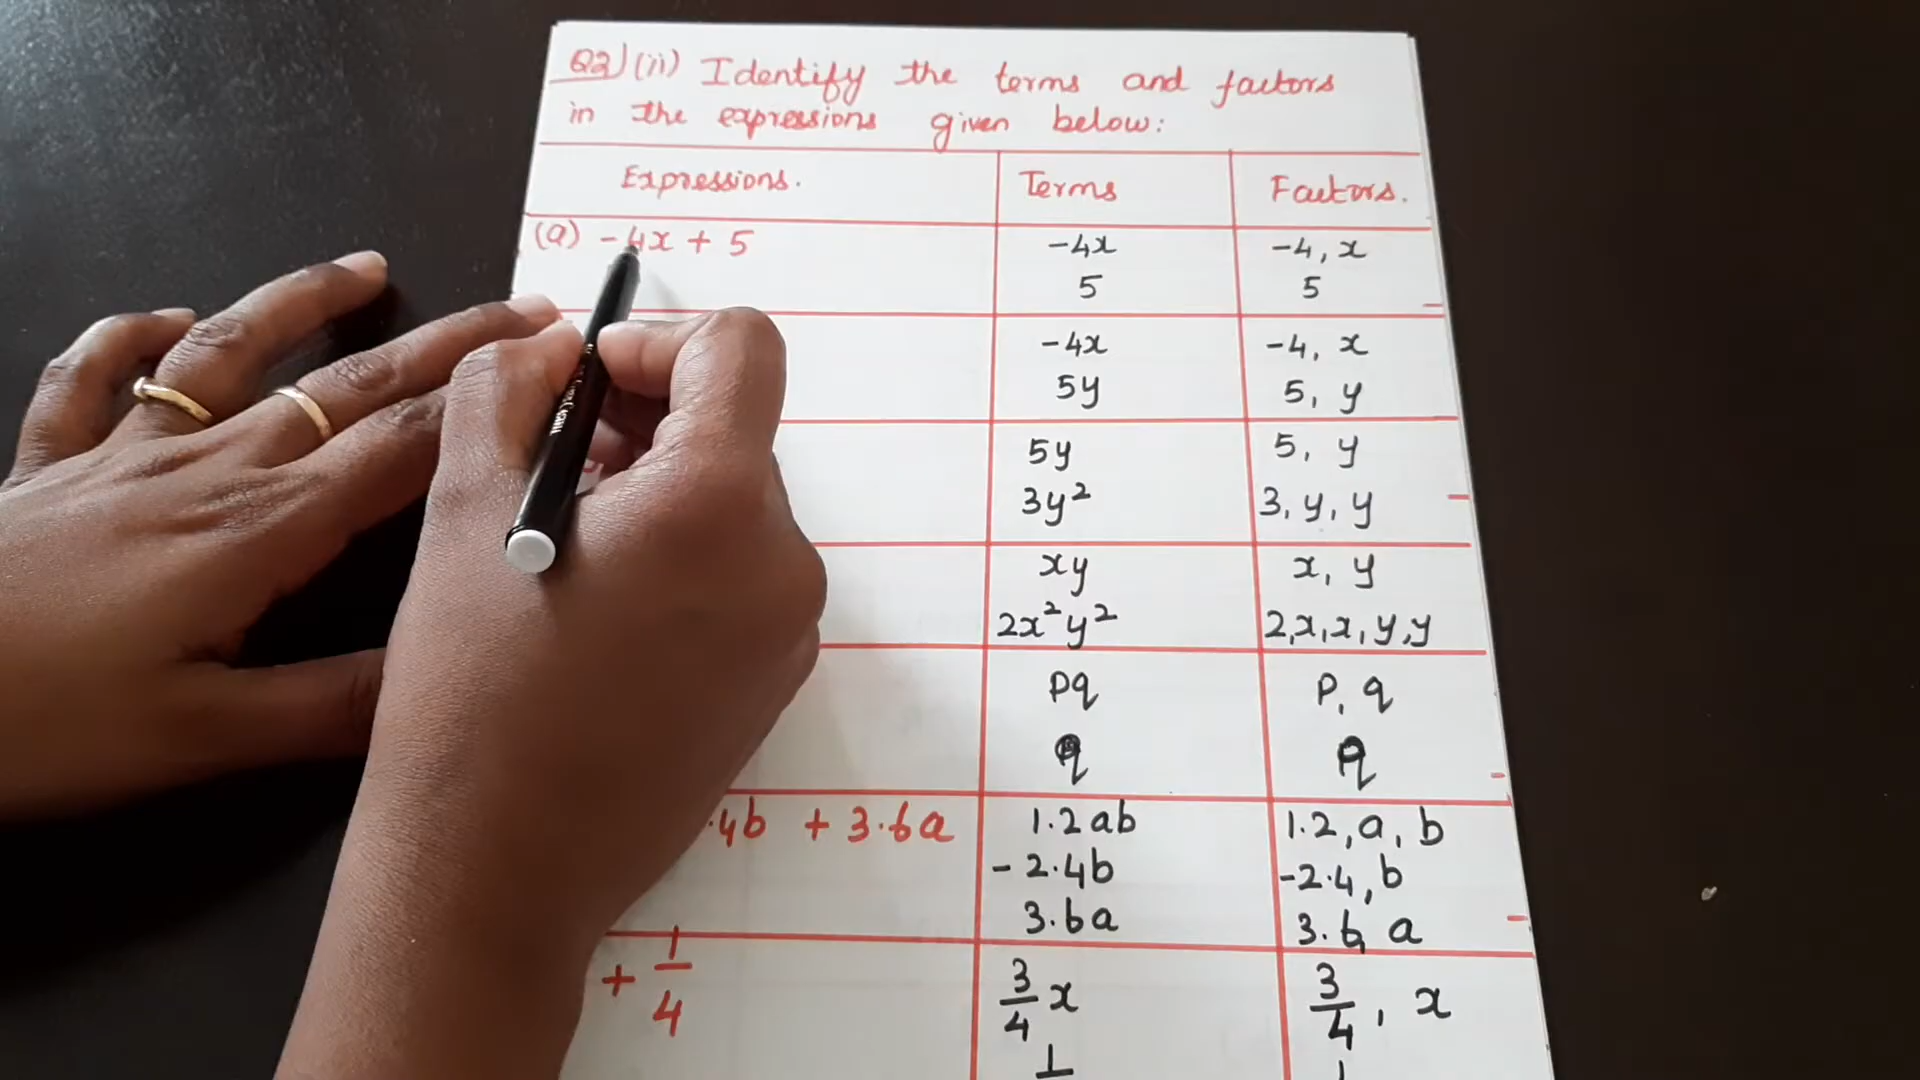 Q2) (ii) Identify the terms and factors
in the expressions given below:
Expressions. Terms Factors.
(a) -4x + 5 -4x -4, x
5 5
-4x -4, x
5y 5, y
5y 5, y
3y² 3, y, y
xy x, y
2x²y² 2,x,x, y,y
pq p, q
q q
.4b + 3.6a 1.2ab 1.2, a, b
-2.4b -2.4, b
3.6a 3.6, a
+ 1/4 3/4 x 3/4, x
1 1